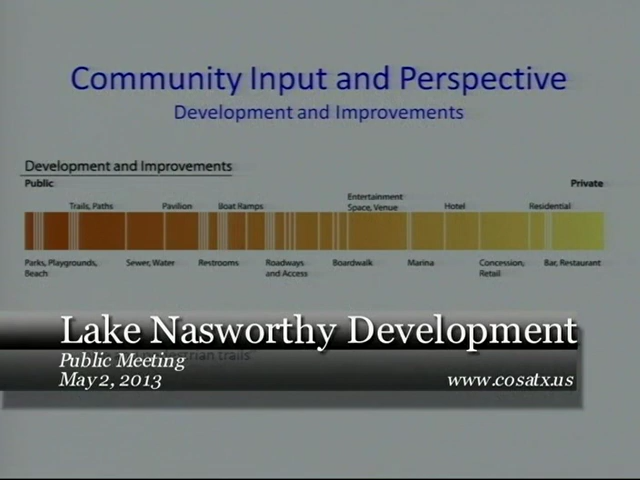 Community Input and Perspective
Development and Improvements
Development and Improvements
Public
Private
Trails, Paths
Pavilion
Boat Ramps
Entertainment
Space, Venue
Hotel
Residential
Parks, Playgrounds,
Beach
Sewer, Water
Restrooms
Roadways
and Access
Boardwalk
Marina
Concession,
Retail
Bar, Restaurant
Lake Nasworthy Development
Public Meeting
trails"
May 2, 2013
www.cosatx.us